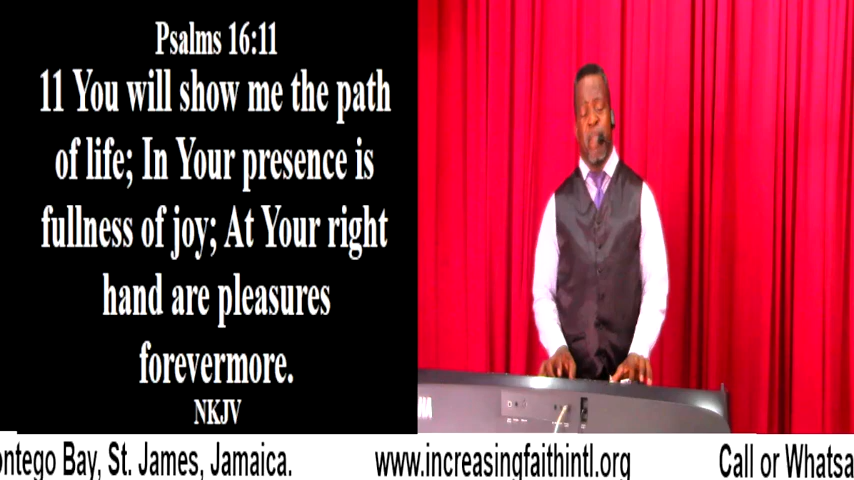 Psalms 16:11
11 You will show me the path
of life; In Your presence is
fullness of joy; At Your right
hand are pleasures
forevermore.
NKJV
ontego Bay, St. James, Jamaica. www.increasingfaithintl.org Call or Whatsa